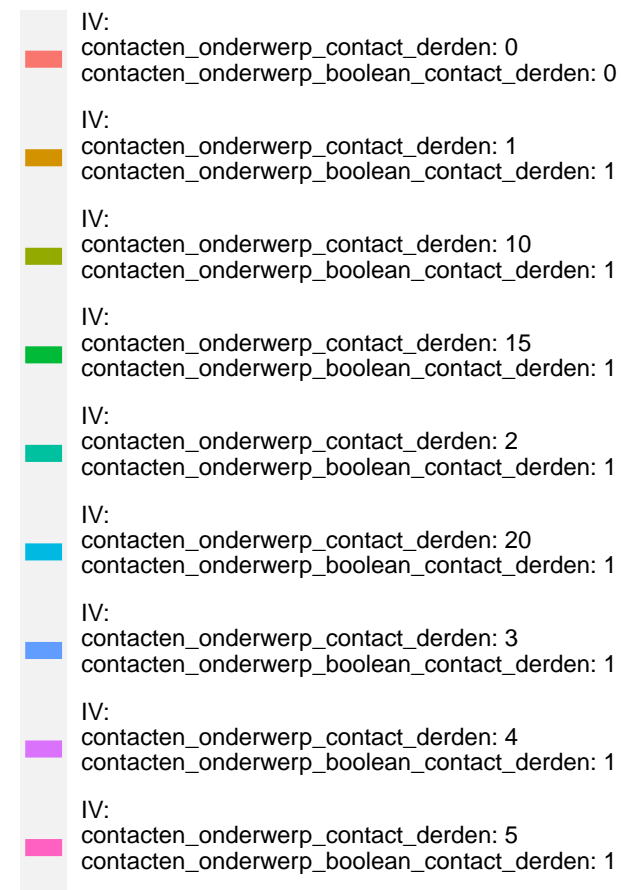 IV:
contacten_onderwerp_contact_derden: 0
contacten_onderwerp_boolean_contact_derden: 0
IV:
contacten_onderwerp_contact_derden: 1
contacten_onderwerp_boolean_contact_derden: 1
IV:
contacten_onderwerp_contact_derden: 10
contacten_onderwerp_boolean_contact_derden: 1
IV:
contacten_onderwerp_contact_derden: 15
contacten_onderwerp_boolean_contact_derden: 1
IV:
contacten_onderwerp_contact_derden: 2
contacten_onderwerp_boolean_contact_derden: 1
IV:
contacten_onderwerp_contact_derden: 20
contacten_onderwerp_boolean_contact_derden: 1
IV:
contacten_onderwerp_contact_derden: 3
contacten_onderwerp_boolean_contact_derden: 1
IV:
contacten_onderwerp_contact_derden: 4
contacten_onderwerp_boolean_contact_derden: 1
IV:
contacten_onderwerp_contact_derden: 5
contacten_onderwerp_boolean_contact_derden: 1